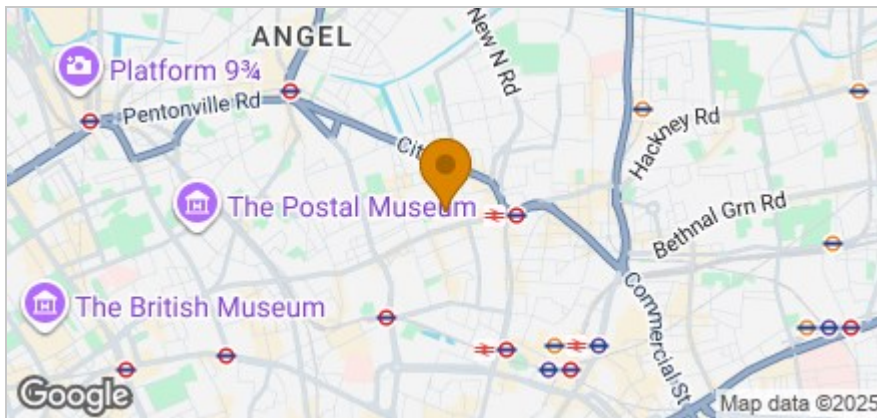 ANGEL
New N Rd
Platform 9¾
Pentonville Rd
Hackney Rd
Cit
The Postal Museum
Bethnal Grn Rd
The British Museum
Commercial St
Google
Map data ©2025